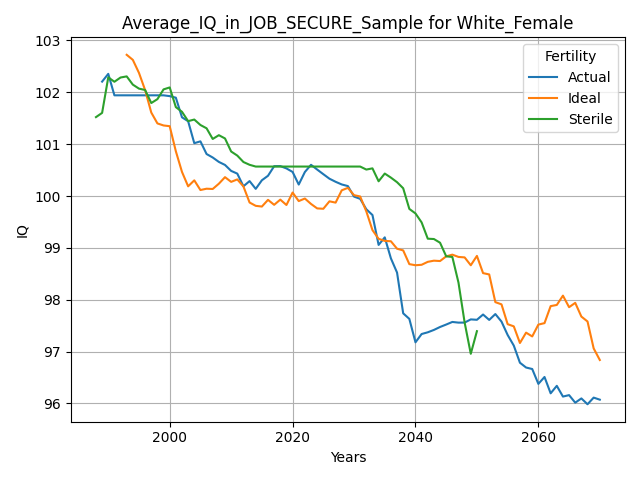 Average_IQ_in_JOB_SECURE_Sample for White_Female
103
102
101
100
99
98
97
96
IQ
2000
2020
2040
2060
Years
Fertility
Actual
Ideal
Sterile